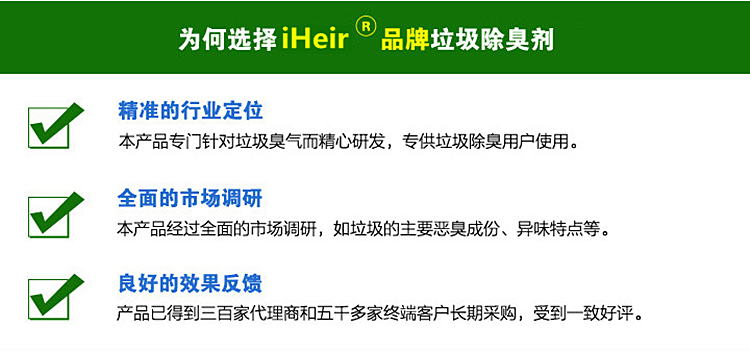 为何选择iHeir®品牌垃圾除臭剂
精准的行业定位
本产品专门针对垃圾臭气而精心研发，专供垃圾除臭用户使用。
全面的市场调研
本产品经过全面的市场调研，如垃圾的主要恶臭成份、异味特点等。
良好的效果反馈
产品已得到三百家代理商和五千多家终端客户长期采购，受到一致好评。